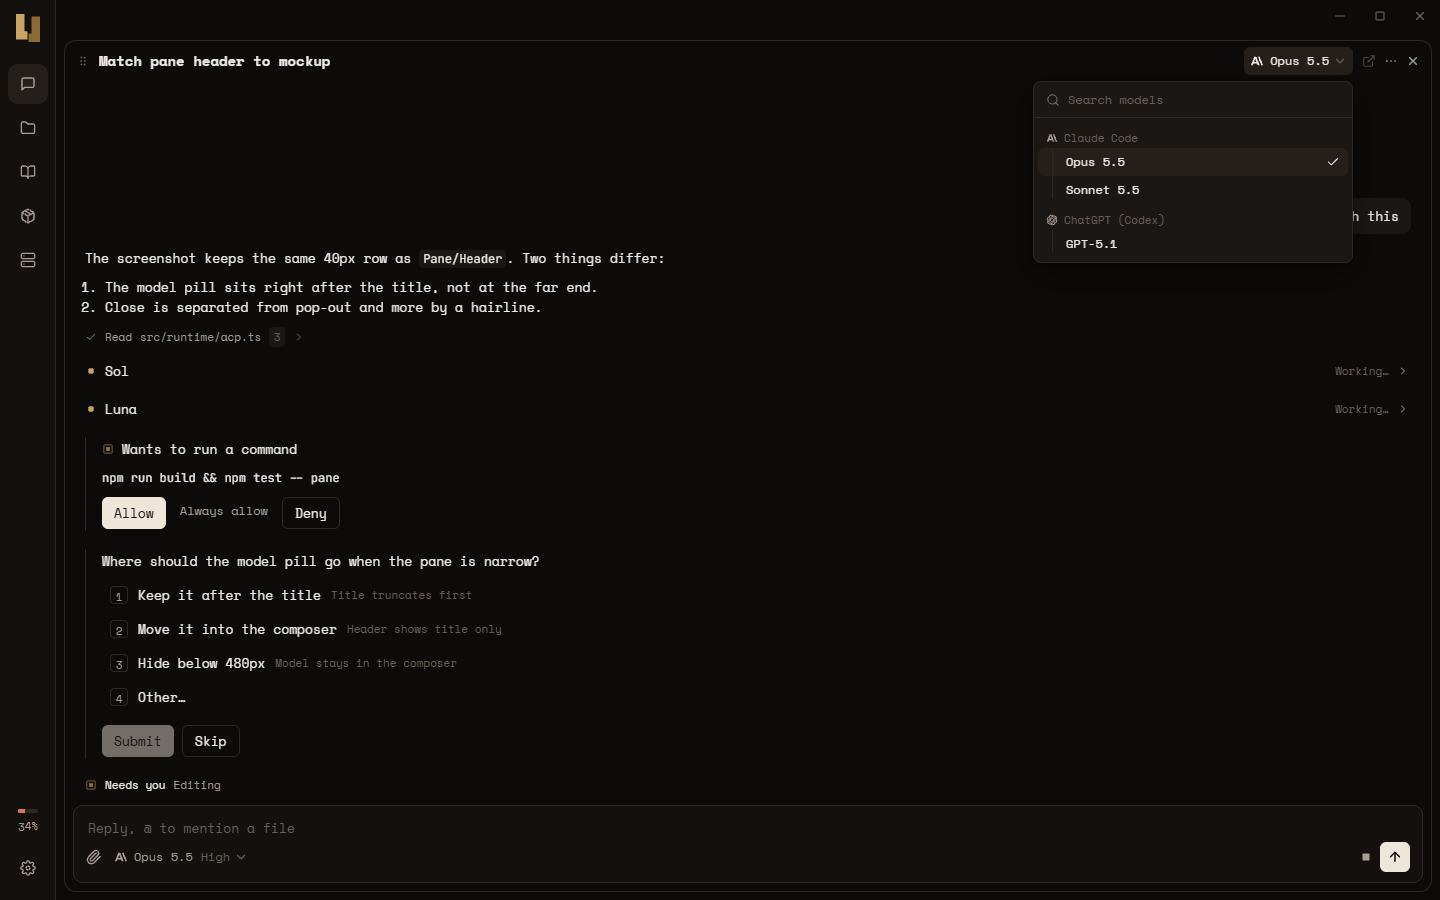 Match pane header to mockup
Opus 5.5
Search models
Claude Code
Opus 5.5
Sonnet 5.5
ChatGPT (Codex)
GPT-5.1
this
The screenshot keeps the same 40px row as Pane/Header. Two things differ:
1. The model pill sits right after the title, not at the far end.
2. Close is separated from pop-out and more by a hairline.
Read src/runtime/acp.ts 3
Sol Working…
Luna Working…
Wants to run a command
npm run build && npm test -- pane
Allow Always allow Deny
Where should the model pill go when the pane is narrow?
1 Keep it after the title Title truncates first
2 Move it into the composer Header shows title only
3 Hide below 480px Model stays in the composer
4 Other…
Submit Skip
Needs you Editing
34%
Reply, @ to mention a file
Opus 5.5 High